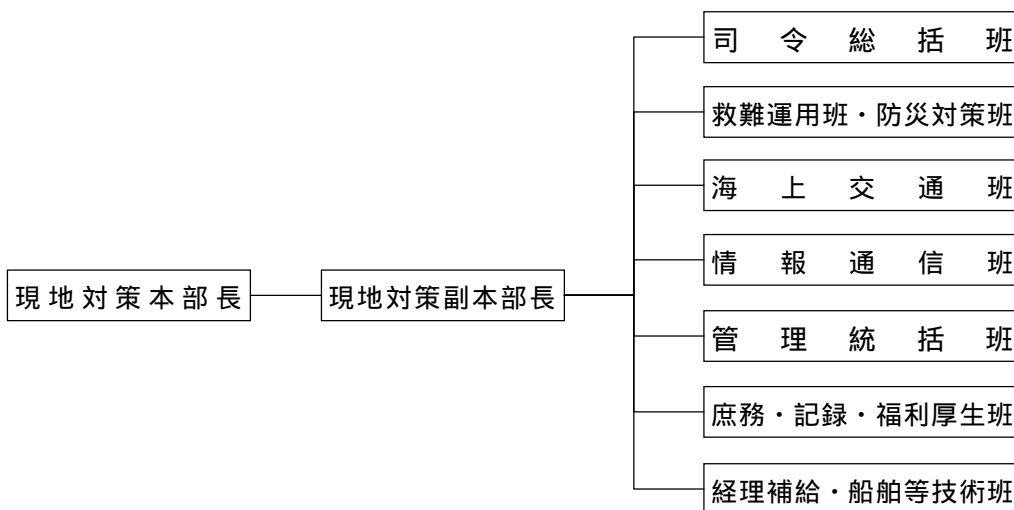 司令総括班
救難運用班・防災対策班
海上交通班
情報通信班
現地対策本部長
現地対策副本部長
管理統括班
庶務・記録・福利厚生班
経理補給・船舶等技術班